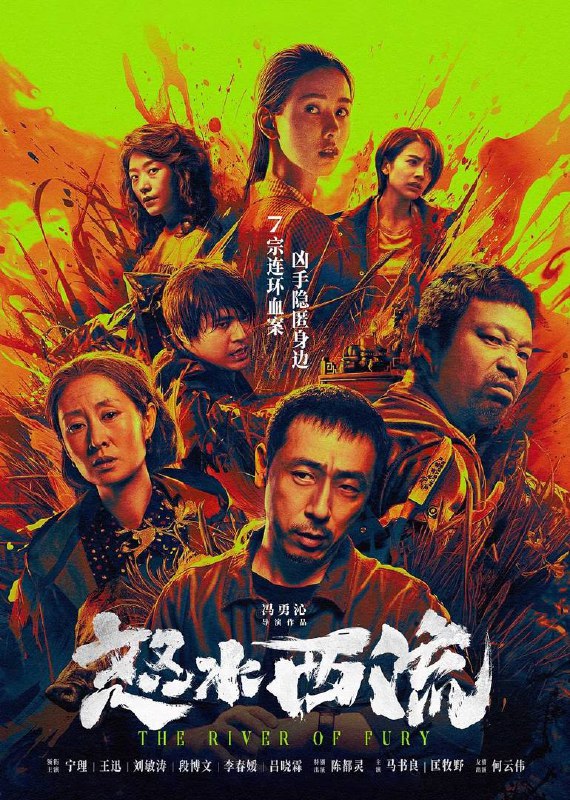 7宗连环血案
凶手隐匿身边
冯勇沁
导演作品
怒水西流
THE RIVER OF FURY
领衔主演 宁理 | 王迅 | 刘敏涛 | 段博文 | 李春嫒 | 吕晓霖 特别出演 陈都灵 主演 马书良 | 匡牧野 友情出演 何云伟